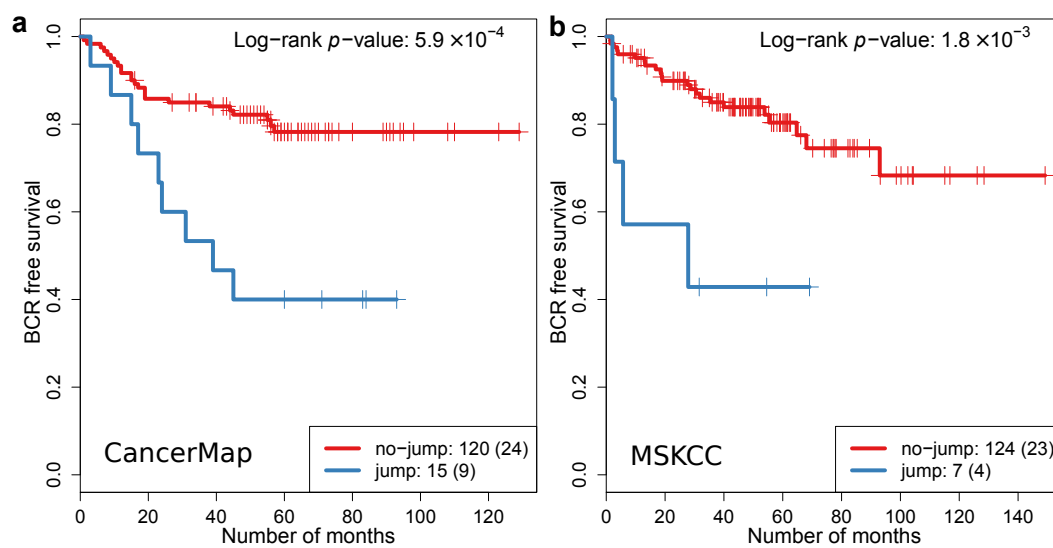 a
Log-rank p-value: 5.9 ×10⁻⁴
BCR free survival
1.0
0.8
0.6
0.4
0.2
0.0
CancerMap
no-jump: 120 (24)
jump: 15 (9)
0 20 40 60 80 100 120
Number of months
b
Log-rank p-value: 1.8 ×10⁻³
BCR free survival
1.0
0.8
0.6
0.4
0.2
0.0
MSKCC
no-jump: 124 (23)
jump: 7 (4)
0 20 40 60 80 100 120 140
Number of months